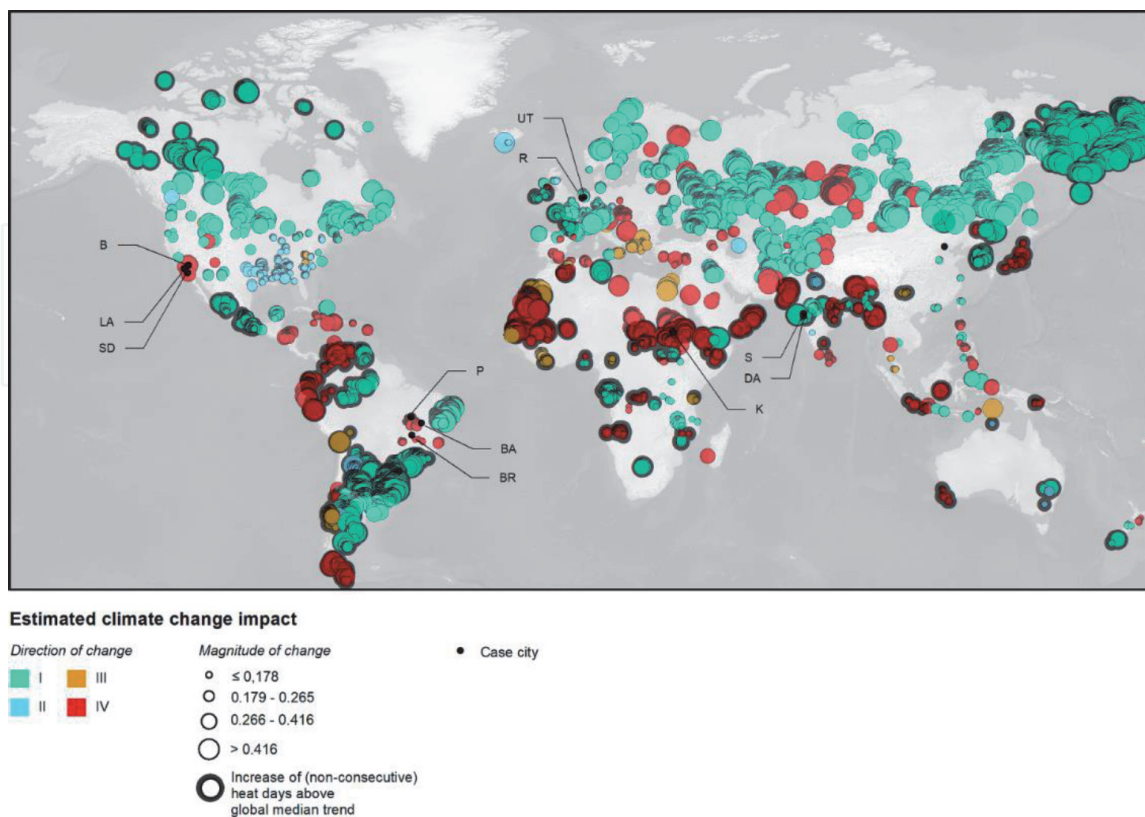 UT
R
B
LA
SD
P
BA
BR
S
DA
K
Estimated climate change impact
Direction of change
I
III
II
IV
Magnitude of change
≤ 0,178
0.179 - 0.265
0.266 - 0.416
> 0.416
Increase of (non-consecutive)
heat days above
global median trend
Case city